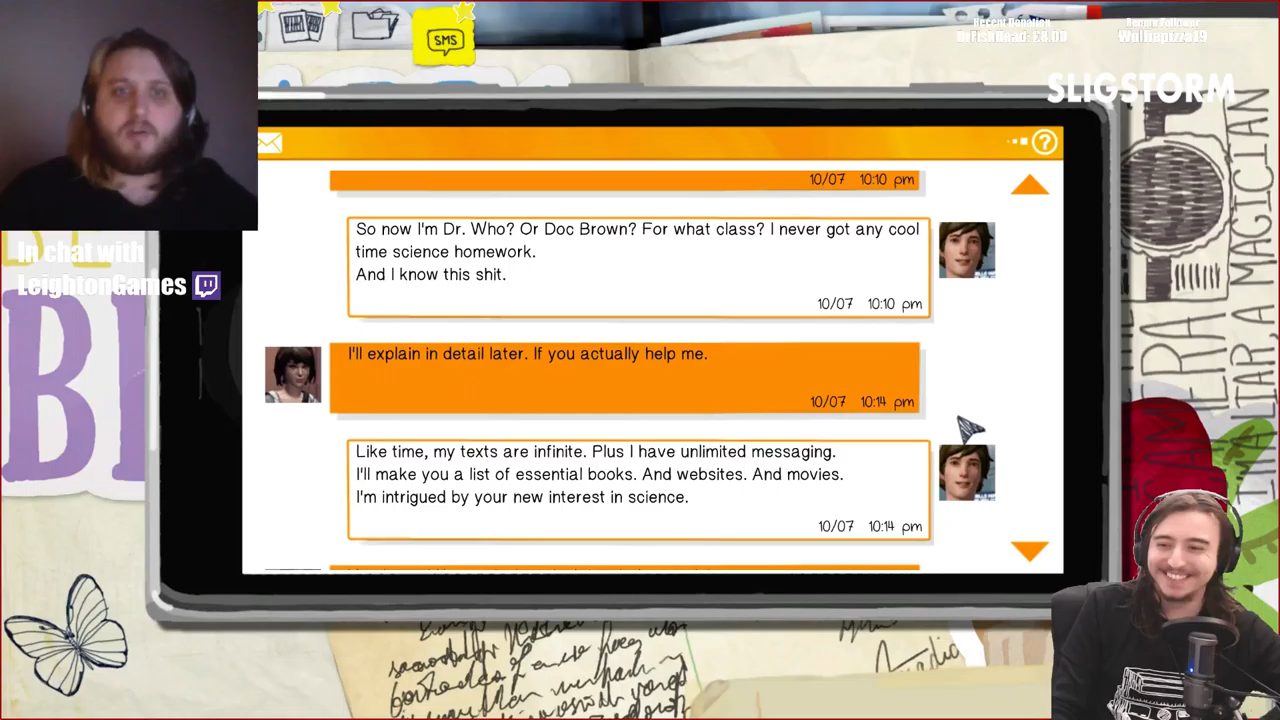 SMS
Recent Donation
Recent Follower
SLIGSTORM
In chat with
LeightonGames
10/07 10:10 pm
So now I'm Dr. Who? Or Doc Brown? For what class? I never got any cool
time science homework.
And I know this shit.
10/07 10:10 pm
I'll explain in detail later. If you actually help me.
10/07 10:14 pm
Like time, my texts are infinite. Plus I have unlimited messaging.
I'll make you a list of essential books. And websites. And movies.
I'm intrigued by your new interest in science.
10/07 10:14 pm